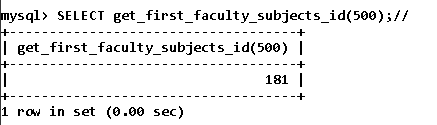 mysql> SELECT get_first_faculty_subjects_id(500);//
+------------------------------------+
| get_first_faculty_subjects_id(500) |
+------------------------------------+
|                                181 |
+------------------------------------+
1 row in set (0.00 sec)